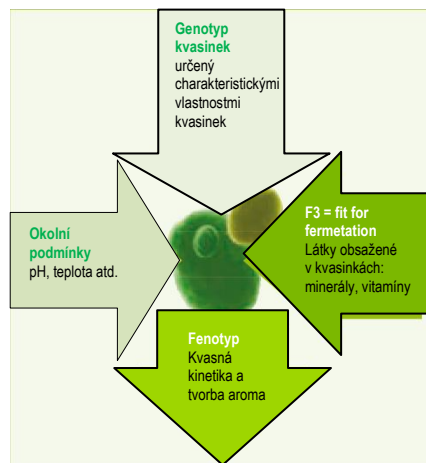 Genotyp
kvasinek
určený
charakteristickými
vlastnostmi
kvasinek
Okolní
podmínky
pH, teplota atd.
F3 = fit for
fermetation
Látky obsažené
v kvasinkách:
minerály, vitamíny
Fenotyp
Kvasná
kinetika a
tvorba aroma